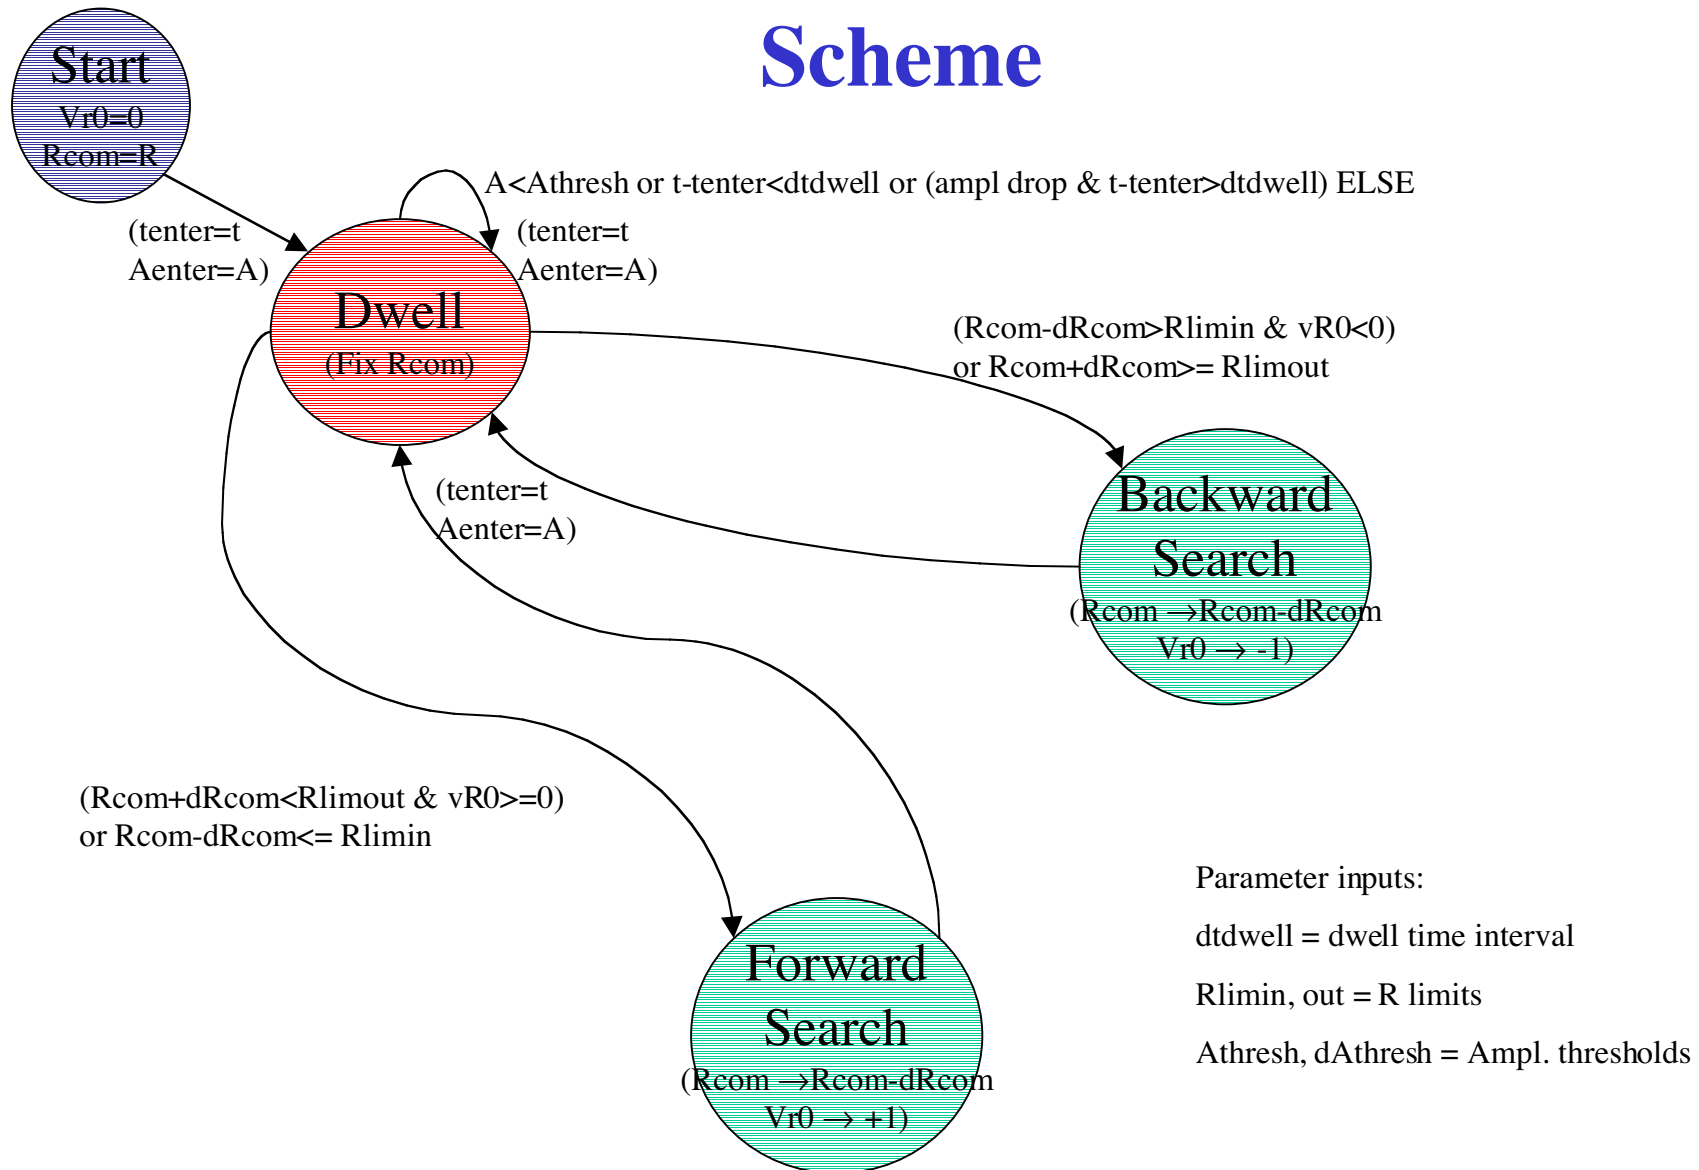 Scheme
Start
Vr0=0
Rcom=R
A<Athresh or t-tenter<dtdwell or (ampl drop & t-tenter>dtdwell) ELSE
(tenter=t
Aenter=A)
(tenter=t
Aenter=A)
Dwell
(Fix Rcom)
(Rcom-dRcom>Rlimin & vR0<0)
or Rcom+dRcom>= Rlimout
(tenter=t
Aenter=A)
Backward
Search
(Rcom →Rcom-dRcom
Vr0 → -1)
(Rcom+dRcom<Rlimout & vR0>=0)
or Rcom-dRcom<= Rlimin
Forward
Search
(Rcom →Rcom-dRcom
Vr0 → +1)
Parameter inputs:
dtdwell = dwell time interval
Rlimin, out = R limits
Athresh, dAthresh = Ampl. thresholds